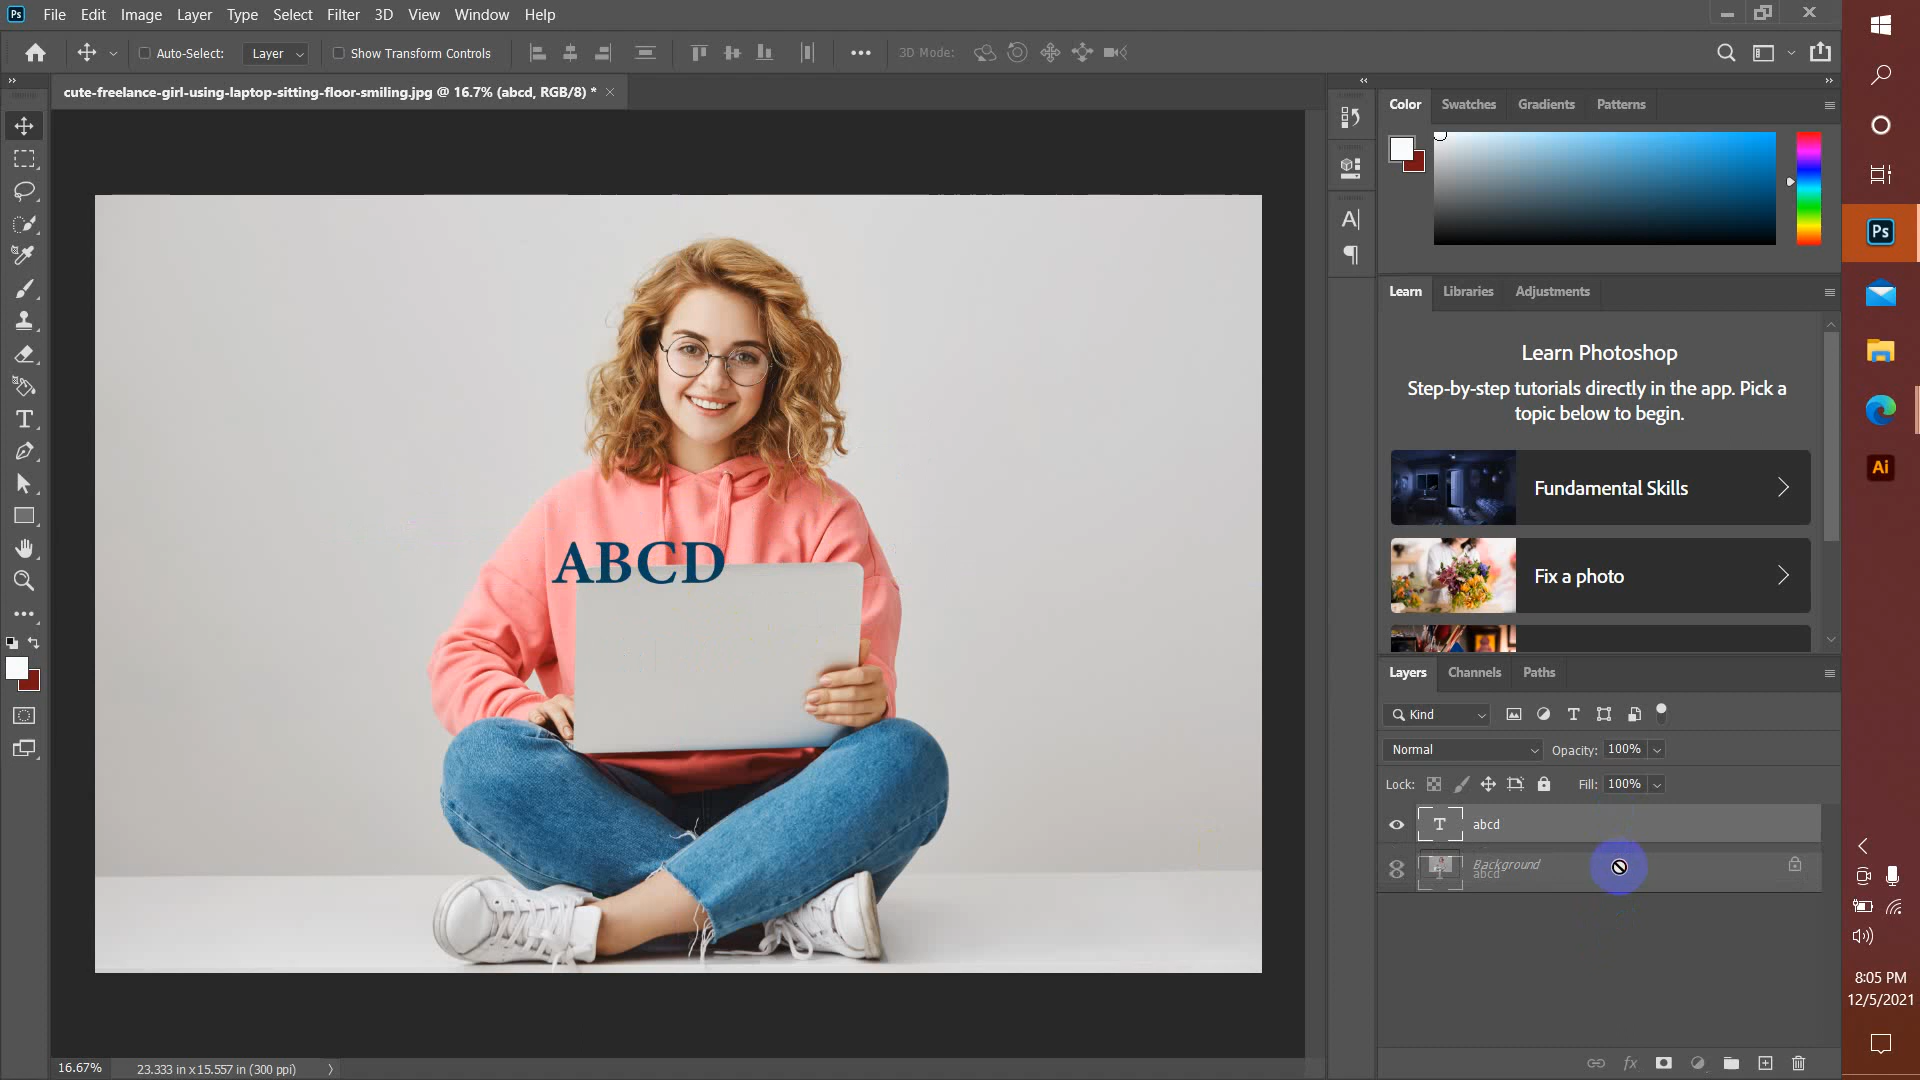 Ps File Edit Image Layer Type Select Filter 3D View Window Help
Auto-Select: Layer Show Transform Controls 3D Mode:
cute-freelance-girl-using-laptop-sitting-floor-smiling.jpg @ 16.7% (abcd, RGB/8) *
Color Swatches Gradients Patterns
Ps
Learn Libraries Adjustments
Learn Photoshop
Step-by-step tutorials directly in the app. Pick a
topic below to begin.
Ai
Fundamental Skills
ABCD
Fix a photo
Layers Channels Paths
Kind
Normal Opacity: 100%
Lock: Fill: 100%
abcd
Background
abcd
8:05 PM
12/5/2021
16.67% 23.333 in x 15.557 in (300 ppi)
fx